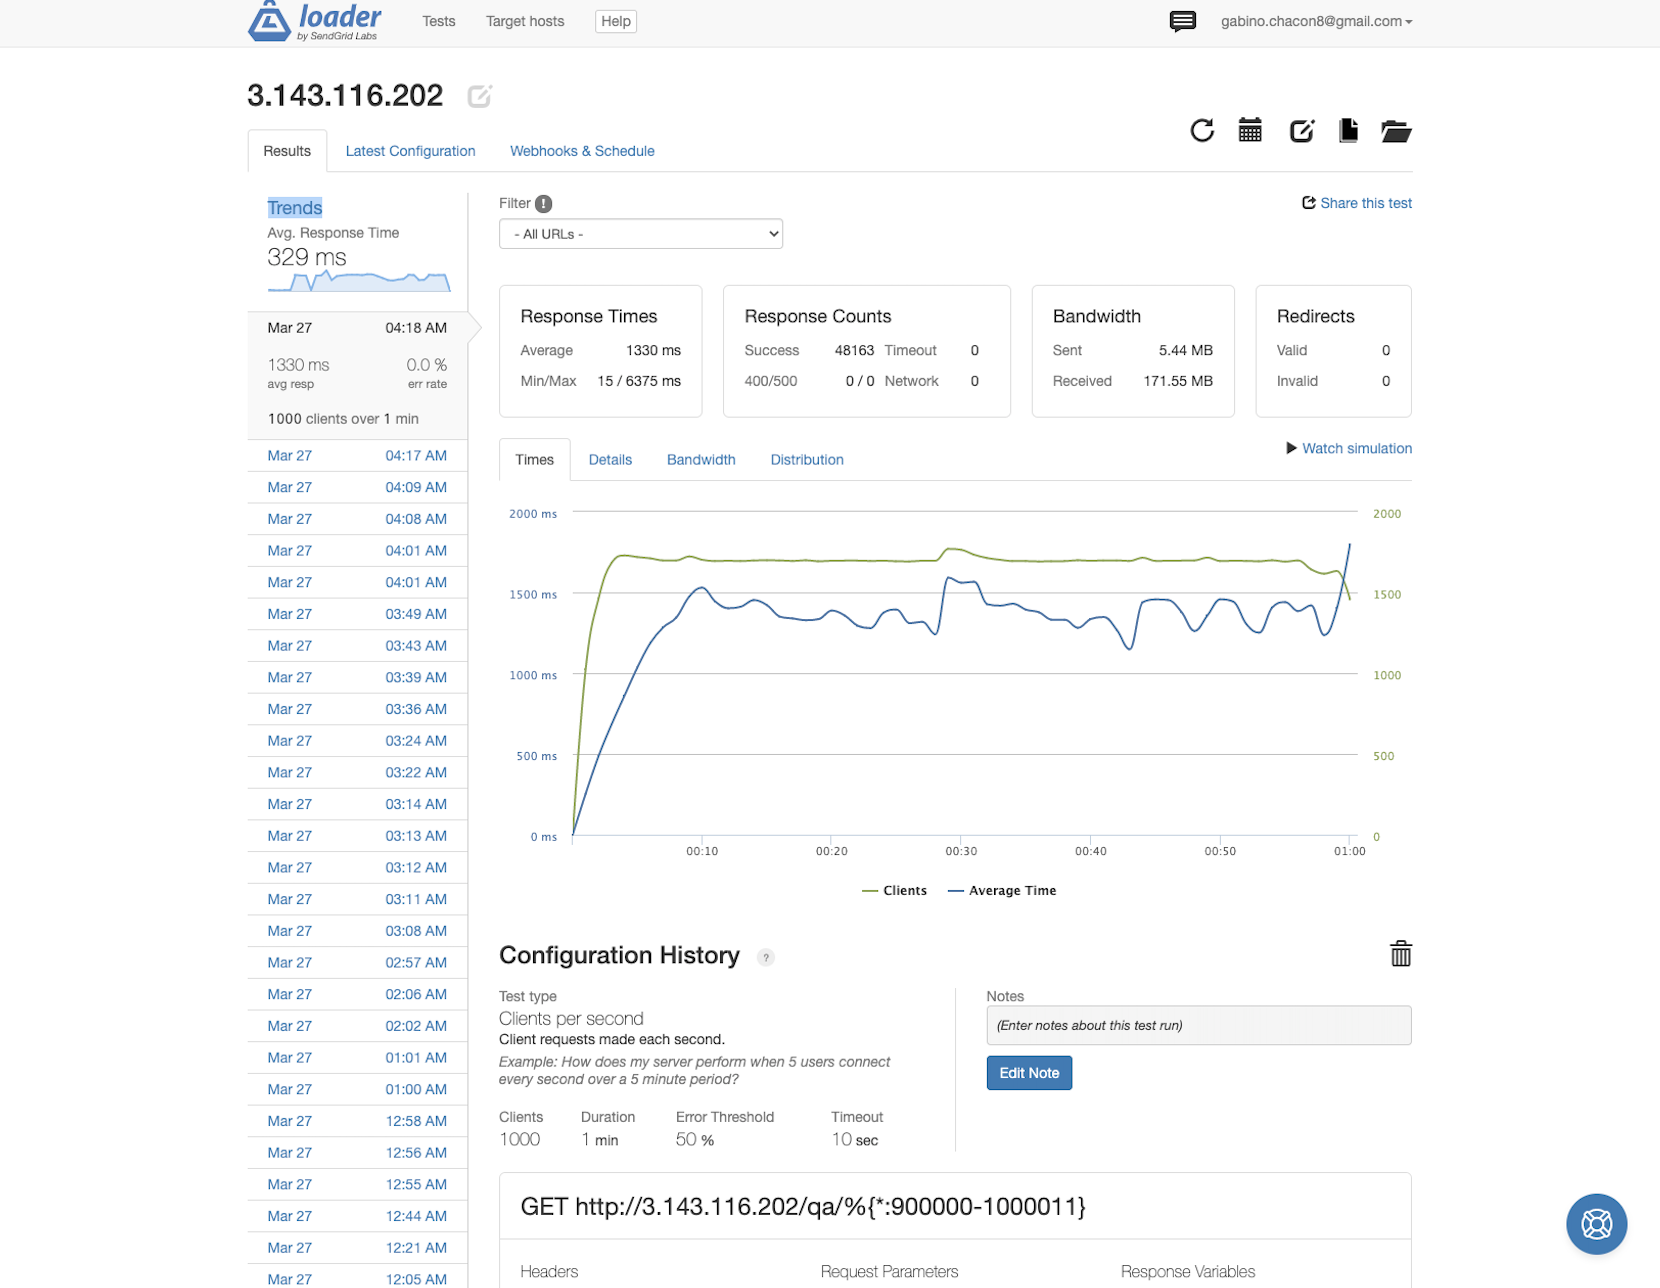 loader
by SendGrid Labs
Tests
Target hosts
Help
gabino.chacon8@gmail.com
3.143.116.202
Results
Latest Configuration
Webhooks & Schedule
Trends
Avg. Response Time
329 ms
Mar 27 04:18 AM
1330 ms 0.0 %
avg resp err rate
1000 clients over 1 min
Mar 27 04:17 AM
Mar 27 04:09 AM
Mar 27 04:08 AM
Mar 27 04:01 AM
Mar 27 04:01 AM
Mar 27 03:49 AM
Mar 27 03:43 AM
Mar 27 03:39 AM
Mar 27 03:36 AM
Mar 27 03:24 AM
Mar 27 03:22 AM
Mar 27 03:14 AM
Mar 27 03:13 AM
Mar 27 03:12 AM
Mar 27 03:11 AM
Mar 27 03:08 AM
Mar 27 02:57 AM
Mar 27 02:06 AM
Mar 27 02:02 AM
Mar 27 01:01 AM
Mar 27 01:00 AM
Mar 27 12:58 AM
Mar 27 12:56 AM
Mar 27 12:55 AM
Mar 27 12:44 AM
Mar 27 12:21 AM
Mar 27 12:05 AM
Filter !
Share this test
- All URLs -
Response Times
Average 1330 ms
Min/Max 15 / 6375 ms
Response Counts
Success 48163 Timeout 0
400/500 0 / 0 Network 0
Bandwidth
Sent 5.44 MB
Received 171.55 MB
Redirects
Valid 0
Invalid 0
Times
Details
Bandwidth
Distribution
Watch simulation
2000 ms 2000
1500 ms 1500
1000 ms 1000
500 ms 500
0 ms 0
00:10 00:20 00:30 00:40 00:50 01:00
Clients Average Time
Configuration History ?
Test type
Clients per second
Client requests made each second.
Example: How does my server perform when 5 users connect
every second over a 5 minute period?
Clients Duration Error Threshold Timeout
1000 1 min 50 % 10 sec
Notes
(Enter notes about this test run)
Edit Note
GET http://3.143.116.202/qa/%{*:900000-1000011}
Headers Request Parameters Response Variables